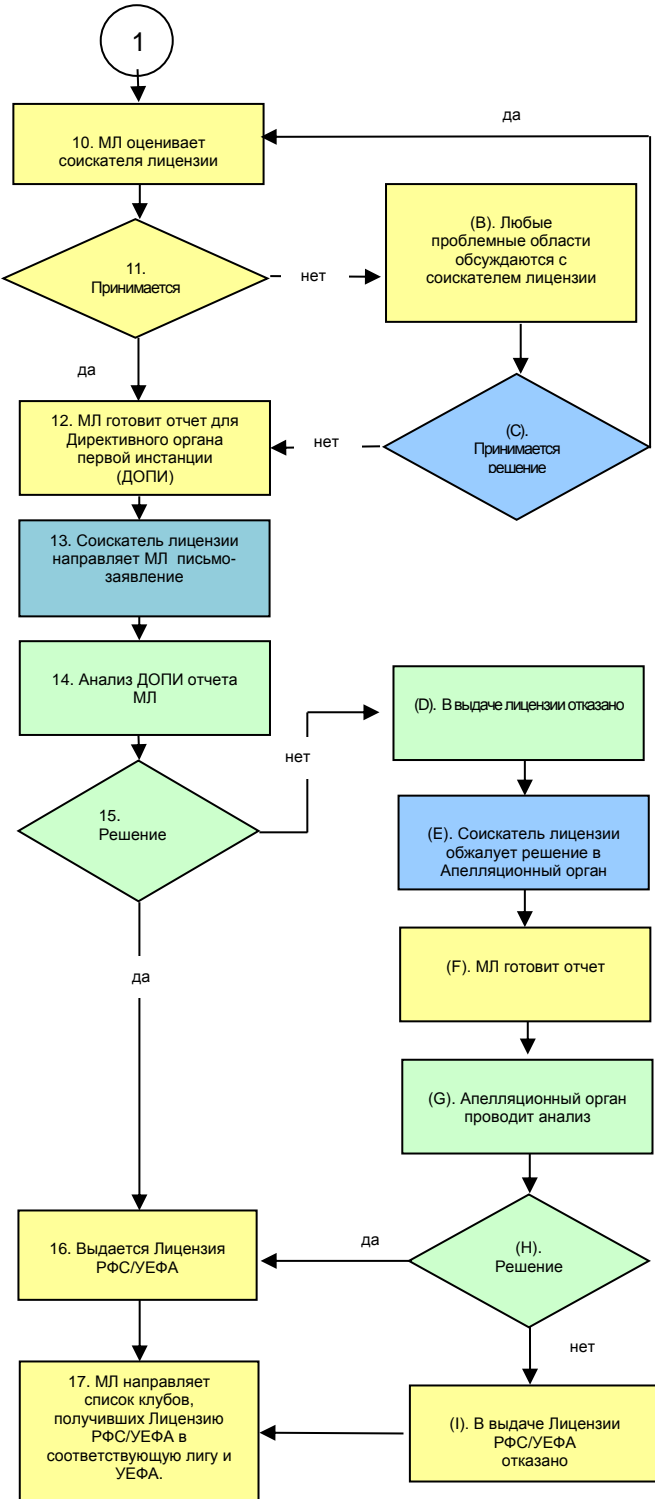 1
10. МЛ оценивает
соискателя лицензии
да
11.
Принимается
нет
(B). Любые
проблемные области
обсуждаются с
соискателем лицензии
да
12. МЛ готовит отчет для
Директивного органа
первой инстанции
(ДОПИ)
нет
(C).
Принимается
решение
13. Соискатель лицензии
направляет МЛ письмо-
заявление
14. Анализ ДОПИ отчета
МЛ
(D). В выдаче лицензии отказано
нет
15.
Решение
(E). Соискатель лицензии
обжалует решение в
Апелляционный орган
да
(F). МЛ готовит отчет
(G). Апелляционный орган
проводит анализ
16. Выдается Лицензия
РФС/УЕФА
да
(H).
Решение
нет
17. МЛ направляет
список клубов,
получивших Лицензию
РФС/УЕФА в
соответствующую лигу и
УЕФА.
(I). В выдаче Лицензии
РФС/УЕФА
отказано